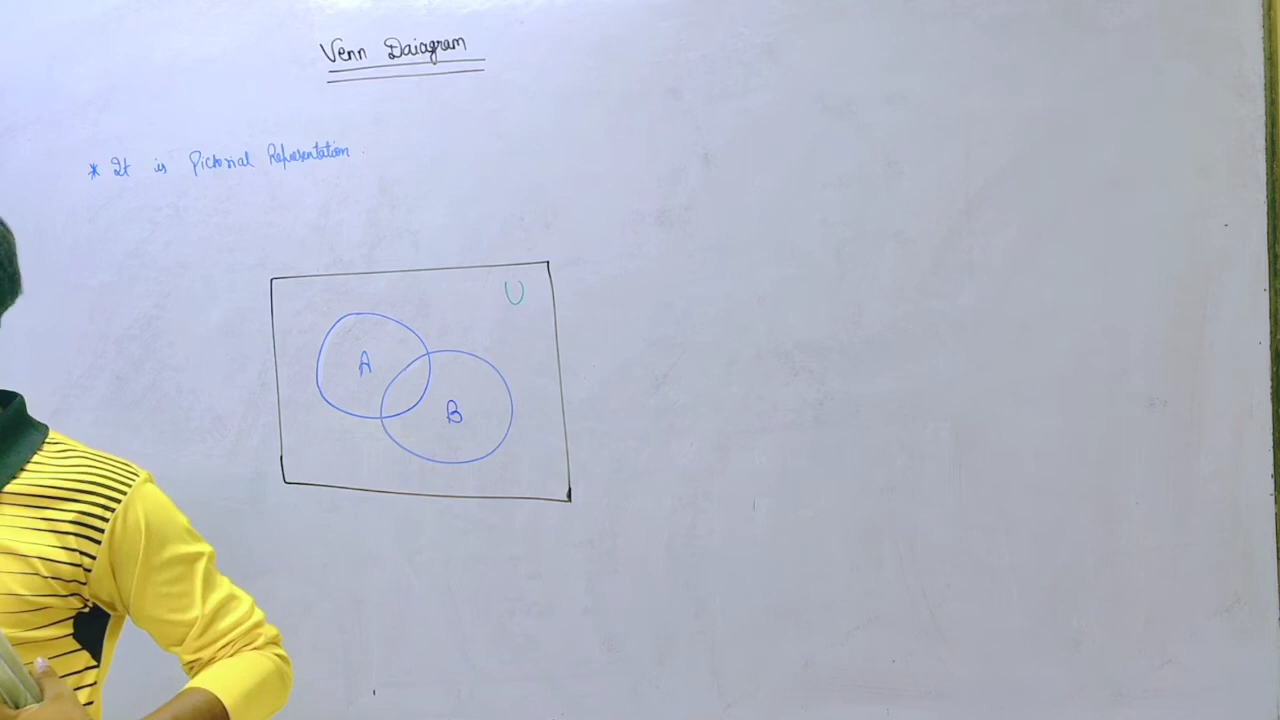 Venn Daiagram
* It is Pictorial Representation.
U
A
B